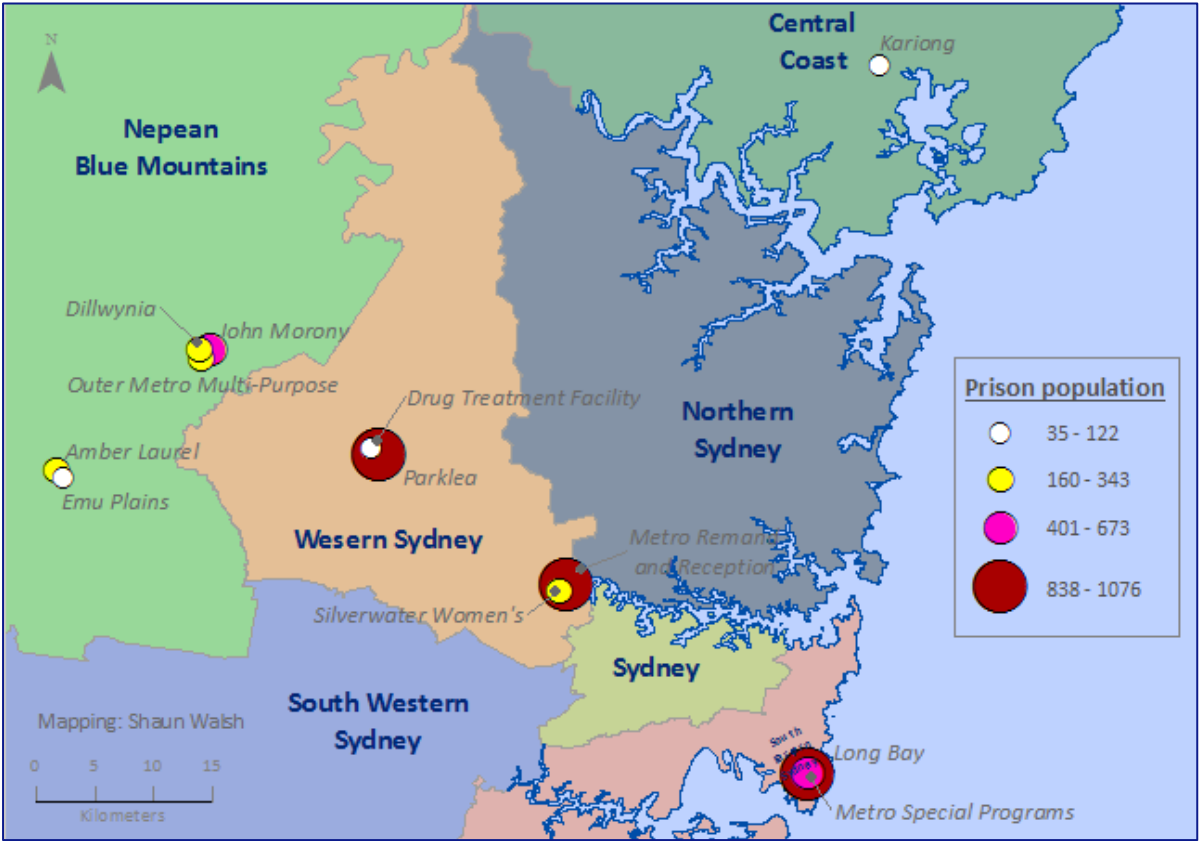 N
Central
Coast
Kariong
Nepean
Blue Mountains
Dillwynia
John Morony
Outer Metro Multi-Purpose
Drug Treatment Facility
Northern
Sydney
Prison population
35 - 122
160 - 343
401 - 673
838 - 1076
Amber Laurel
Emu Plains
Parklea
Wesern Sydney
Metro Remand
and Reception
Silverwater Women's
Sydney
South Western
Sydney
Mapping: Shaun Walsh
0 5 10 15
Kilometers
South
Sydney
Long Bay
Metro Special Programs